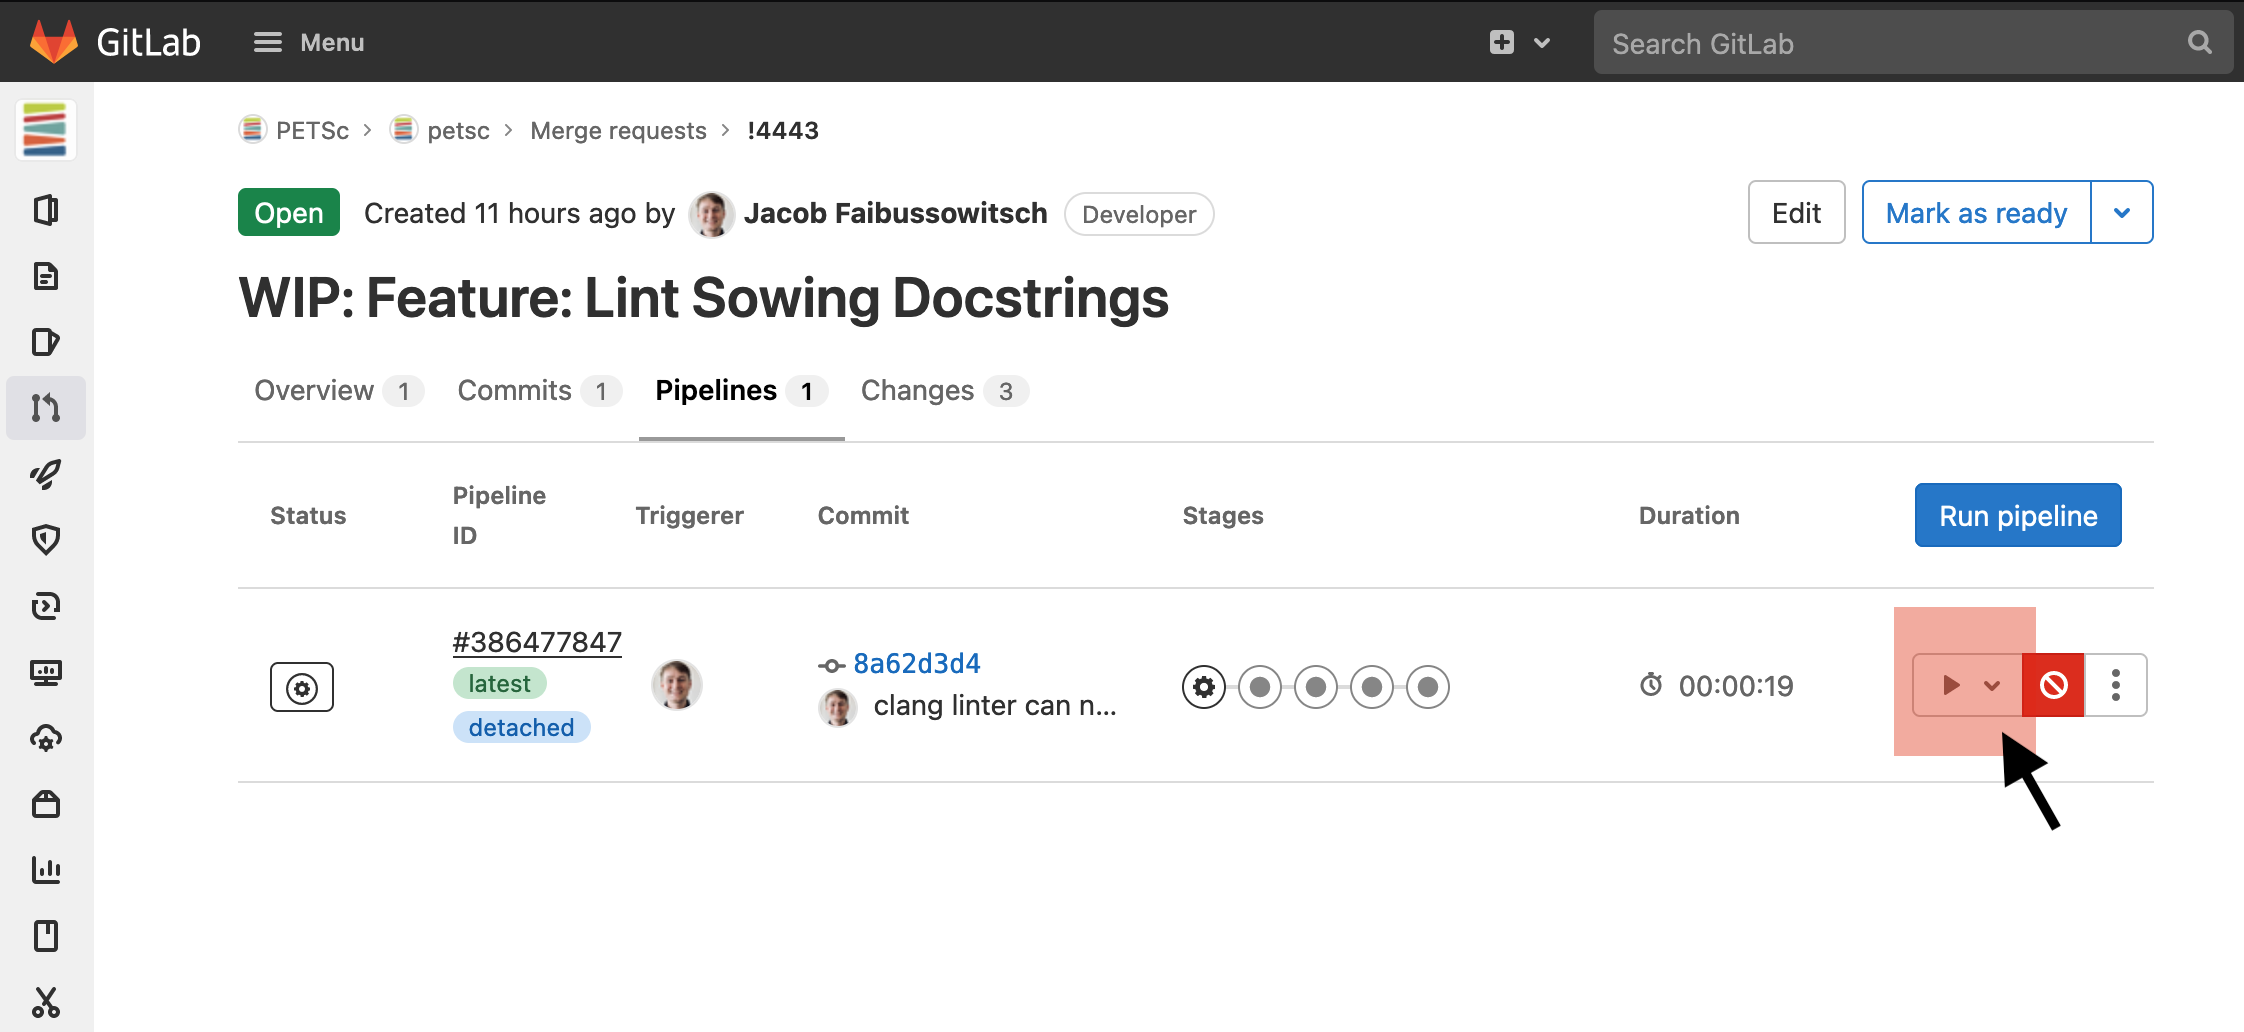 GitLab Menu Search GitLab
PETSc > petsc > Merge requests > !4443
Open Created 11 hours ago by Jacob Faibussowitsch Developer Edit Mark as ready
WIP: Feature: Lint Sowing Docstrings
Overview 1 Commits 1 Pipelines 1 Changes 3
Status Pipeline ID Triggerer Commit Stages Duration Run pipeline
#386477847
latest
detached
8a62d3d4
clang linter can n...
00:00:19